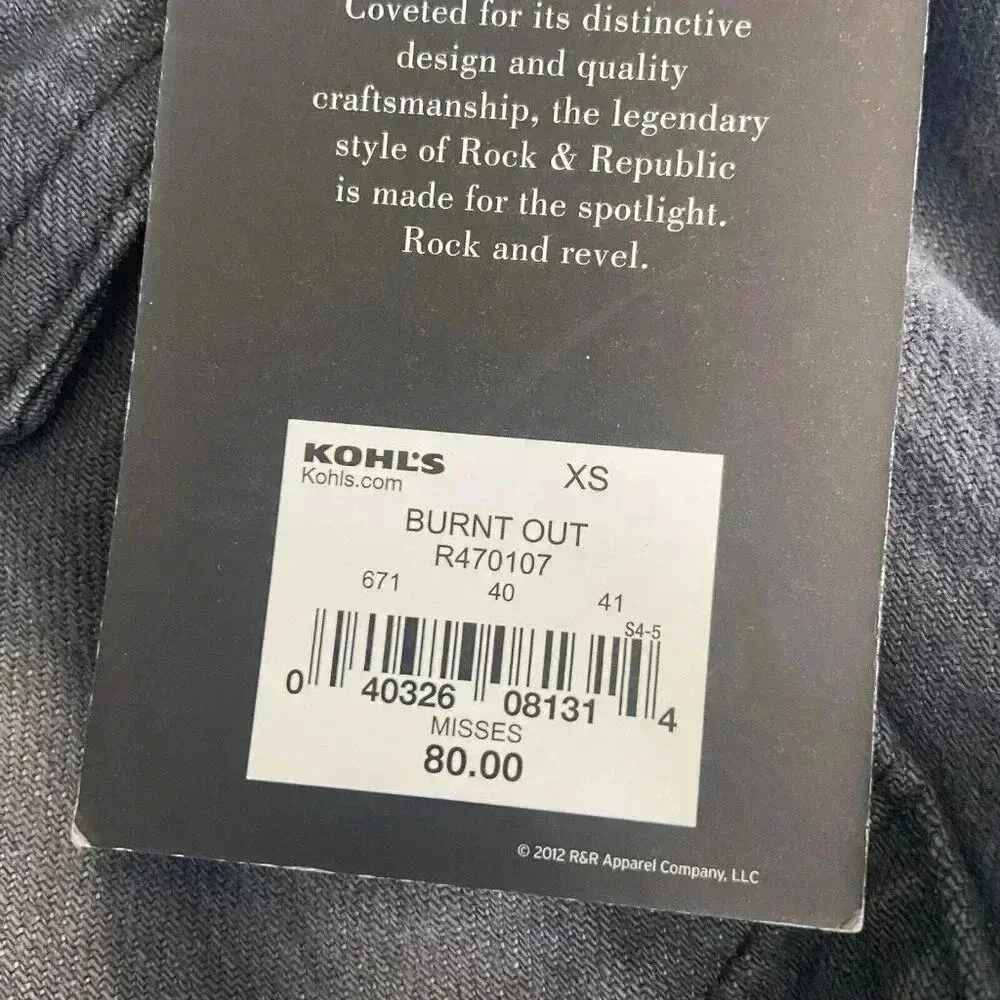 Coveted for its distinctive
design and quality
craftsmanship, the legendary
style of Rock & Republic
is made for the spotlight.
Rock and revel.
KOHL'S XS
Kohls.com
BURNT OUT
R470107
671 40 41
S4-5
0 40326 08131 4
MISSES
80.00
© 2012 R&R Apparel Company, LLC